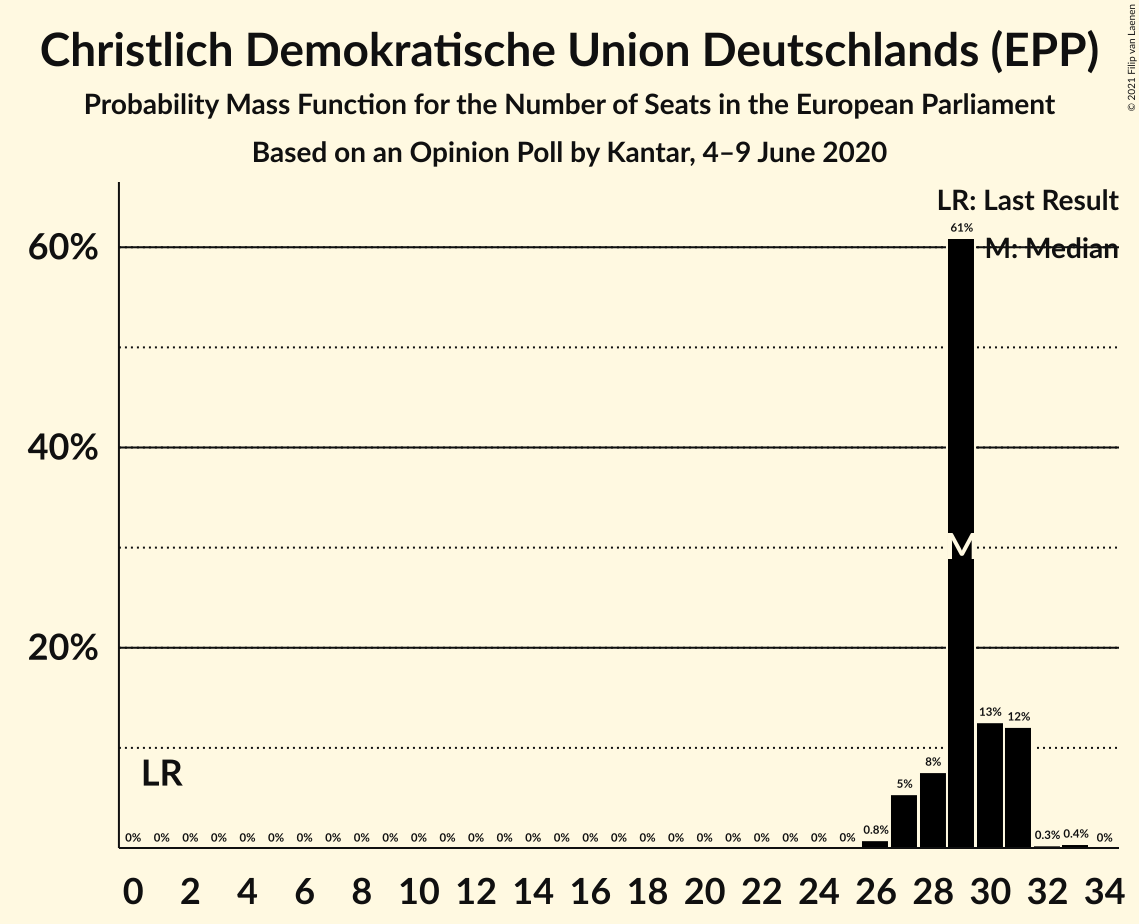 Christlich Demokratische Union Deutschlands (EPP)
Probability Mass Function for the Number of Seats in the European Parliament
Based on an Opinion Poll by Kantar, 4–9 June 2020
© 2021 Filip van Laenen
LR: Last Result
M: Median
60%
40%
20%
61%
M
13%
12%
8%
5%
LR
0% 0% 0% 0% 0% 0% 0% 0% 0% 0% 0% 0% 0% 0% 0% 0% 0% 0% 0% 0% 0% 0% 0% 0% 0% 0% 0.8% 0.3% 0.4% 0%
0 2 4 6 8 10 12 14 16 18 20 22 24 26 28 30 32 34